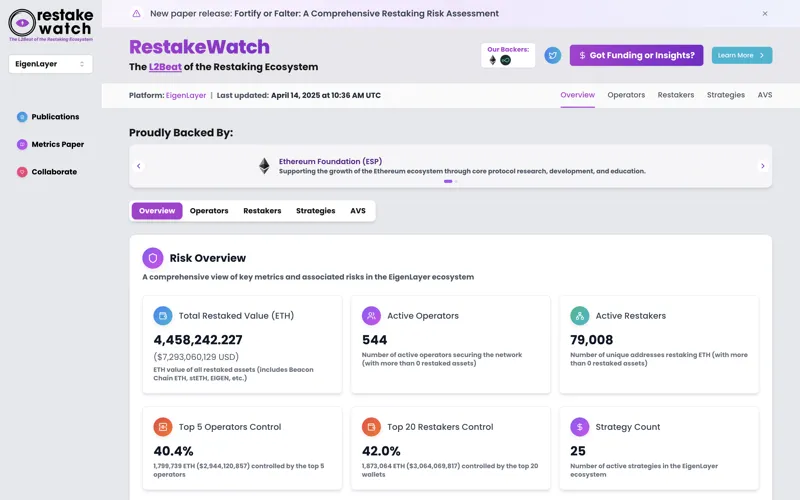 New paper release: Fortify or Falter: A Comprehensive Restaking Risk Assessment
restake
watch
The L2Beat of the Restaking Ecosystem
EigenLayer
Publications
Metrics Paper
Collaborate
RestakeWatch
The L2Beat of the Restaking Ecosystem
Our Backers:
Got Funding or Insights?
Learn More
Platform: EigenLayer | Last updated: April 14, 2025 at 10:36 AM UTC
Overview Operators Restakers Strategies AVS
Proudly Backed By:
Ethereum Foundation (ESP)
Supporting the growth of the Ethereum ecosystem through core protocol research, development, and education.
Overview Operators Restakers Strategies AVS
Risk Overview
A comprehensive view of key metrics and associated risks in the EigenLayer ecosystem
Total Restaked Value (ETH)
4,458,242.227
($7,293,060,129 USD)
ETH value of all restaked assets (includes Beacon
Chain ETH, stETH, EIGEN, etc.)
Active Operators
544
Number of active operators securing the network
(with more than 0 restaked assets)
Active Restakers
79,008
Number of unique addresses restaking ETH (with more
than 0 restaked assets)
Top 5 Operators Control
40.4%
1,799,739 ETH ($2,944,120,857) controlled by the top 5
operators
Top 20 Restakers Control
42.0%
1,873,064 ETH ($3,064,069,817) controlled by the top 20
wallets
Strategy Count
25
Number of active strategies in the EigenLayer
ecosystem